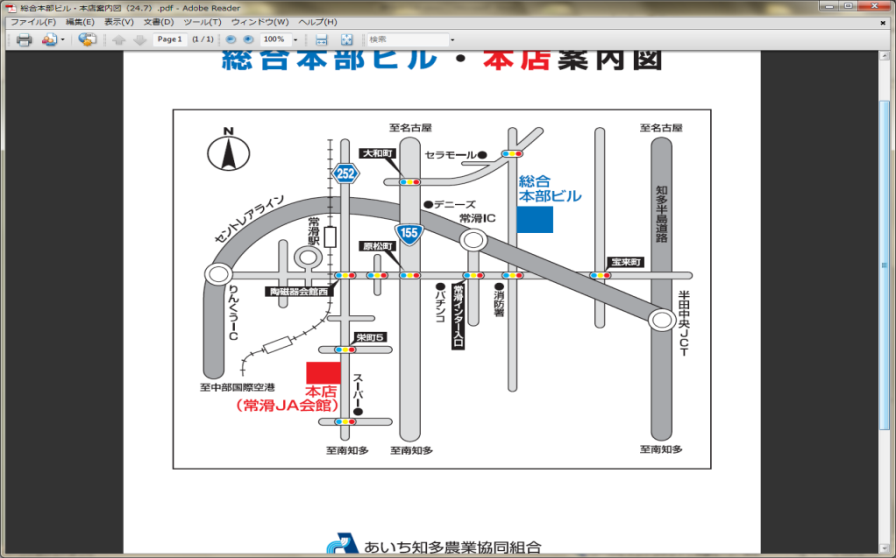 総合本部ビル・本店案内図（24.7）.pdf - Adobe Reader
ファイル(F) 編集(E) 表示(V) 文書(D) ツール(T) ウィンドウ(W) ヘルプ(H)
Page1 (1 / 1) 100% 検索
総合本部ビル・本店案内図
N
至名古屋
至名古屋
大和町
セラモール
252
総合
本部ビル
知多半島道路
デニーズ
セントレアライン
常滑駅
常滑IC
155
原松町
宝来町
陶磁器会館西
りんくうIC
パチンコ
常滑インター入口
消防署
半田中央JCT
栄町5
至中部国際空港
本店
（常滑JA会館）
スーパー
至南知多
至南知多
至南知多
あいち知多農業協同組合